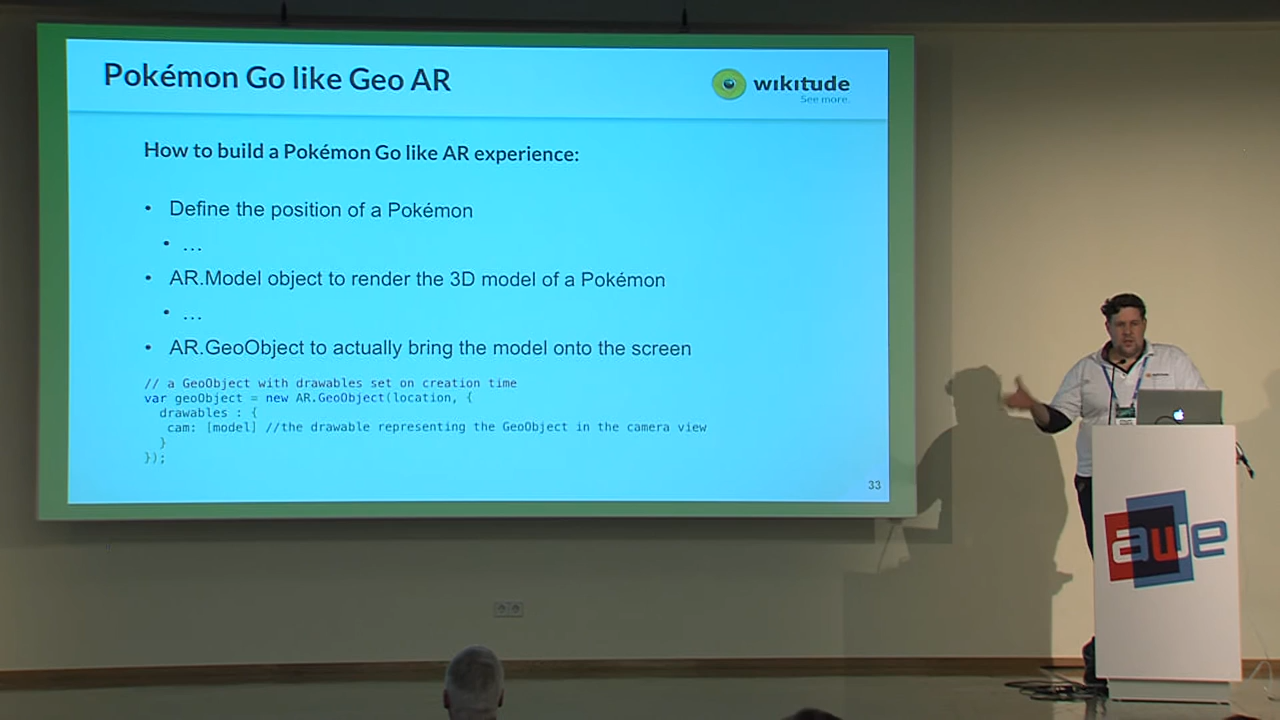 Pokémon Go like Geo AR
wikitude
See more.
How to build a Pokémon Go like AR experience:
• Define the position of a Pokémon
• ...
• AR.Model object to render the 3D model of a Pokémon
• ...
• AR.GeoObject to actually bring the model onto the screen
// a GeoObject with drawables set on creation time
var geoObject = new AR.GeoObject(location, {
drawables : {
cam: [model] //the drawable representing the GeoObject in the camera view
}
});
33
awe